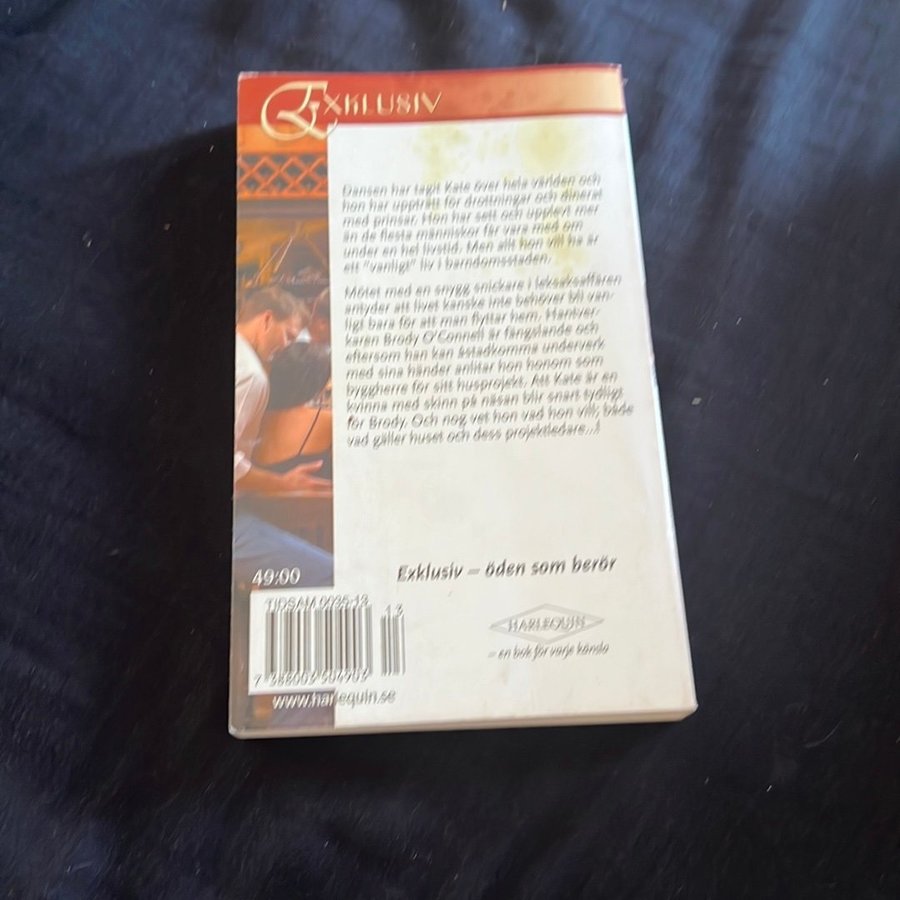 EXKLUSIV
Dansen har tagit Kate över hela världen och
hon har uppträtt för drottningar och dinerat
med prinsar. Hon har sett och upplevt mer
än de flesta människor får vara med om
under en hel livstid. Men allt hon vill ha är
ett "vanligt" liv i barndomsstaden.
Mötet med en snygg snickare i leksaksaffären
antyder att livet kanske inte behöver bli van-
ligt bara för att man flyttar hem. Hantver-
karen Brody O'Connell är fängslande och
eftersom han kan åstadkomma underverk
med sina händer anlitar hon honom som
byggherre för sitt husprojekt. Att Kate är en
kvinna med skinn på näsan blir snart tydligt
för Brody. Och nog vet hon vad hon vill, både
vad gäller huset och dess projektledare...!
Exklusiv – öden som berör
49:00
TIDSAM 0035-13
13
HARLEQUIN
– en bok för varje känsla
7 388003 504903
www.harlequin.se